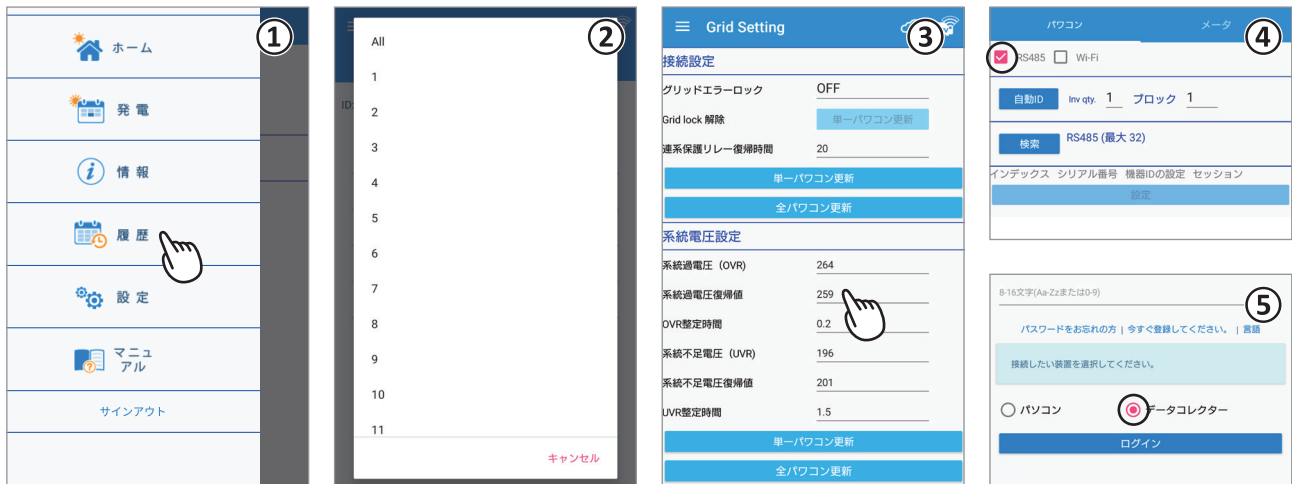 ①
ホーム
発電
情報
履歴
設定
マニュ
アル
サインアウト
②
ID:
All
1
2
3
4
5
6
7
8
9
10
11
キャンセル
③
Grid Setting
接続設定
グリッドエラーロック OFF
Grid lock 解除 単一パワコン更新
連系保護リレー復帰時間 20
単一パワコン更新
全パワコン更新
系統電圧設定
系統過電圧（OVR) 264
系統過電圧復帰値 259
OVR整定時間 0.2
系統不足電圧（UVR) 196
系統不足電圧復帰値 201
UVR整定時間 1.5
単一パワコン更新
全パワコン更新
④
パワコン メータ
RS485 Wi-Fi
自動ID Inv qty. 1 ブロック 1
検索 RS485 (最大 32)
インデックス シリアル番号 機器IDの設定 セッション
設定
⑤
8-16文字(Aa-Zzまたは0-9)
パスワードをお忘れの方 | 今すぐ登録してください。 | 言語
接続したい装置を選択してください。
パソコン データコレクター
ログイン